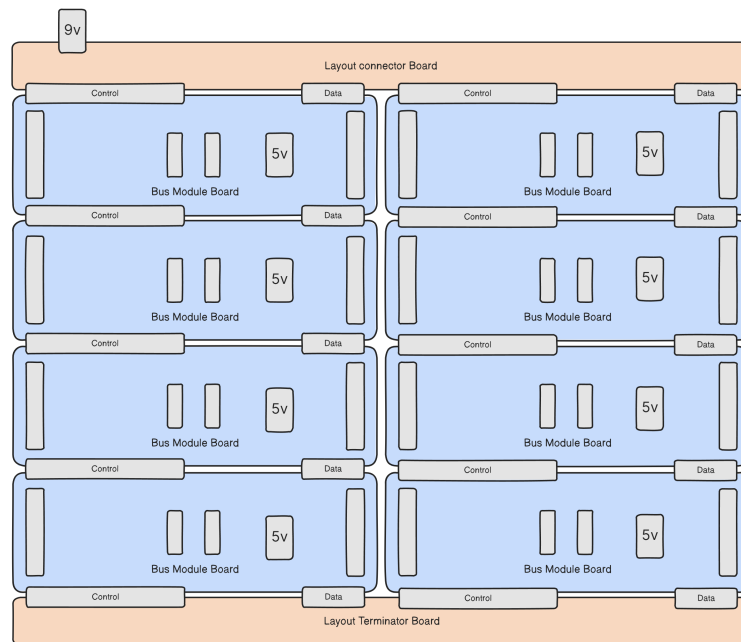 9v
Layout connector Board
Control
Data
Control
Data
5v
Bus Module Board
5v
Bus Module Board
Control
Data
Control
Data
5v
Bus Module Board
5v
Bus Module Board
Control
Data
Control
Data
5v
Bus Module Board
5v
Bus Module Board
Control
Data
Control
Data
5v
Bus Module Board
5v
Bus Module Board
Control
Data
Control
Data
Layout Terminator Board